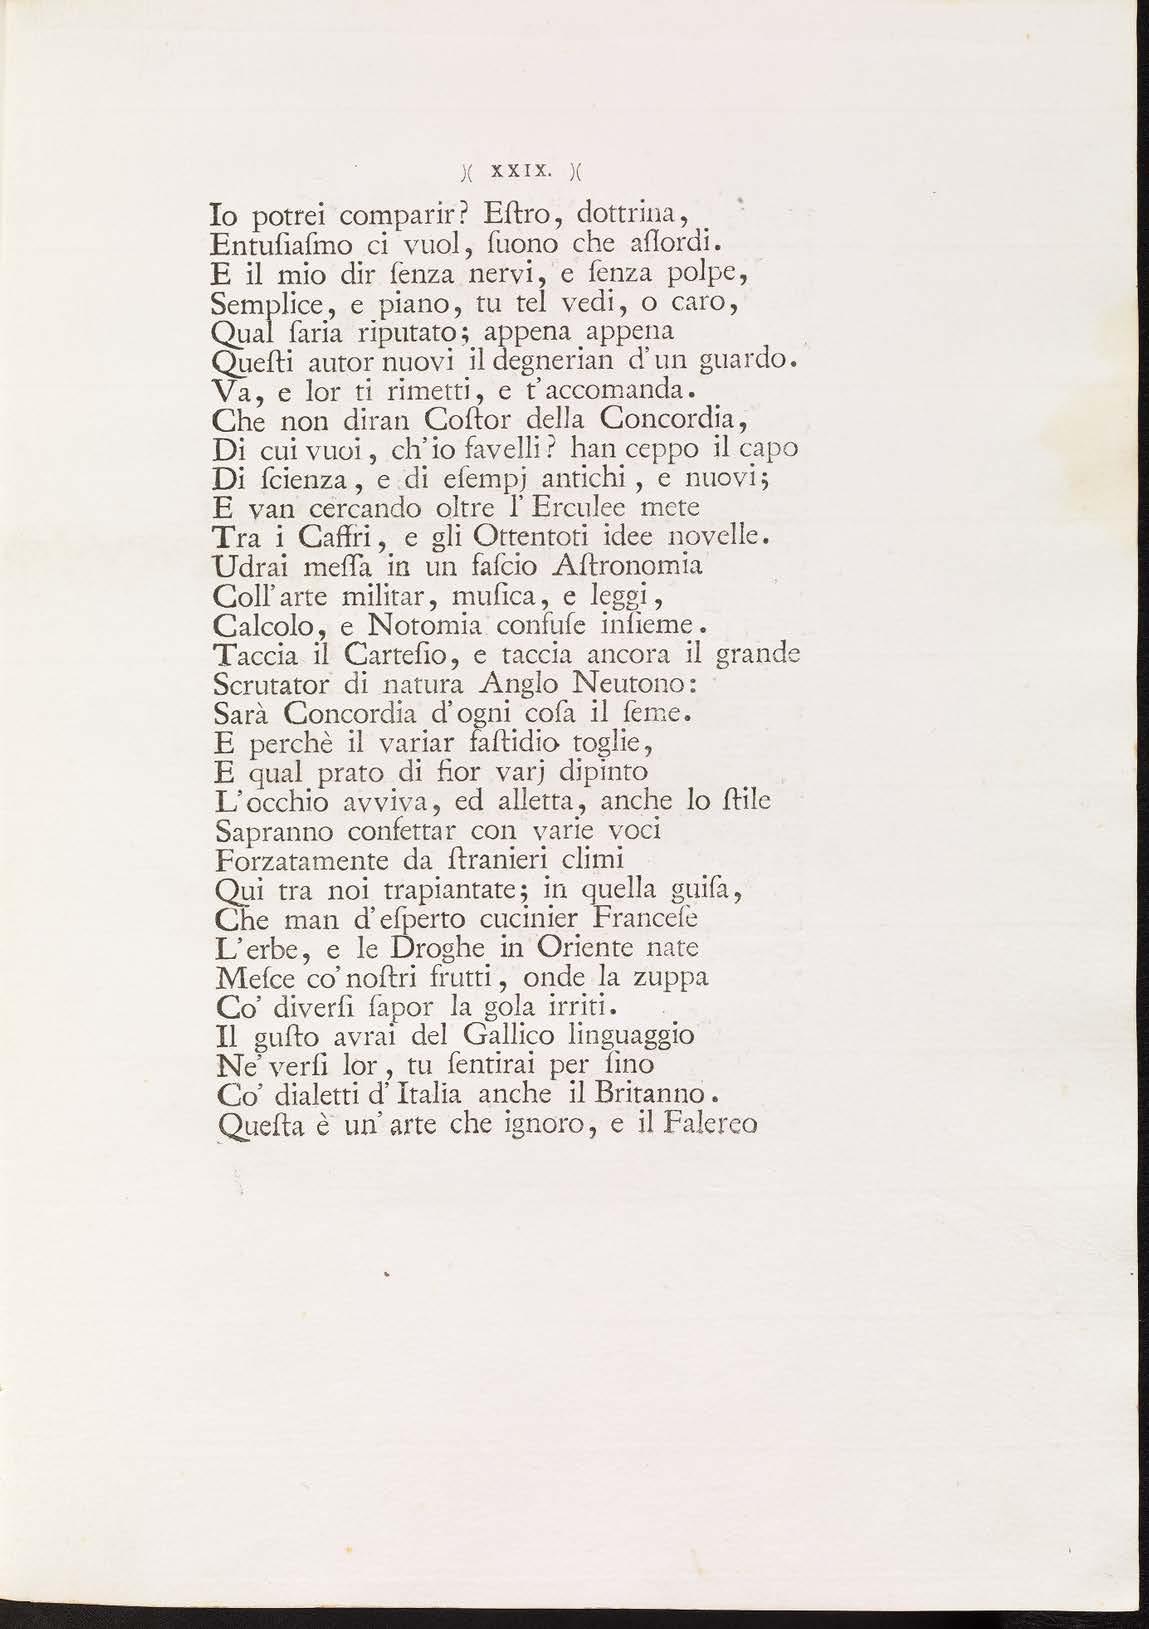 )( XXIX. )(
Io potrei comparir? Eſtro, dottrina,
Entuſiaſmo ci vuol, ſuono che aſſordi.
E il mio dir ſenza nervi, e ſenza polpe,
Semplice, e piano, tu tel vedi, o caro,
Qual ſaria riputato; appena appena
Queſti autor nuovi il degnerian d'un guardo.
Va, e lor ti rimetti, e t'accomanda.
Che non diran Coſtor della Concordia,
Di cui vuoi, ch'io favelli? han ceppo il capo
Di ſcienza, e di eſempj antichi, e nuovi;
E van cercando oltre l'Erculee mete
Tra i Caffri, e gli Ottentoti idee novelle.
Udrai meſſa in un faſcio Aſtronomia
Coll'arte militar, muſica, e leggi,
Calcolo, e Notomia confuſe inſieme.
Taccia il Carteſio, e taccia ancora il grande
Scrutator di natura Anglo Neutono:
Sarà Concordia d'ogni coſa il ſeme.
E perchè il variar faſtidio toglie,
E qual prato di fior varj dipinto
L'occhio avviva, ed alletta, anche lo ſtile
Sapranno confettar con varie voci
Forzatamente da ſtranieri climi
Qui tra noi trapiantate; in quella guiſa,
Che man d'eſperto cucinier Franceſe
L'erbe, e le Droghe in Oriente nate
Meſce co' noſtri frutti, onde la zuppa
Co' diverſi ſapor la gola irriti.
Il guſto avrai del Gallico linguaggio
Ne' verſi lor, tu ſentirai per ſino
Co' dialetti d'Italia anche il Britanno.
Queſta è un'arte che ignoro, e il Falereo